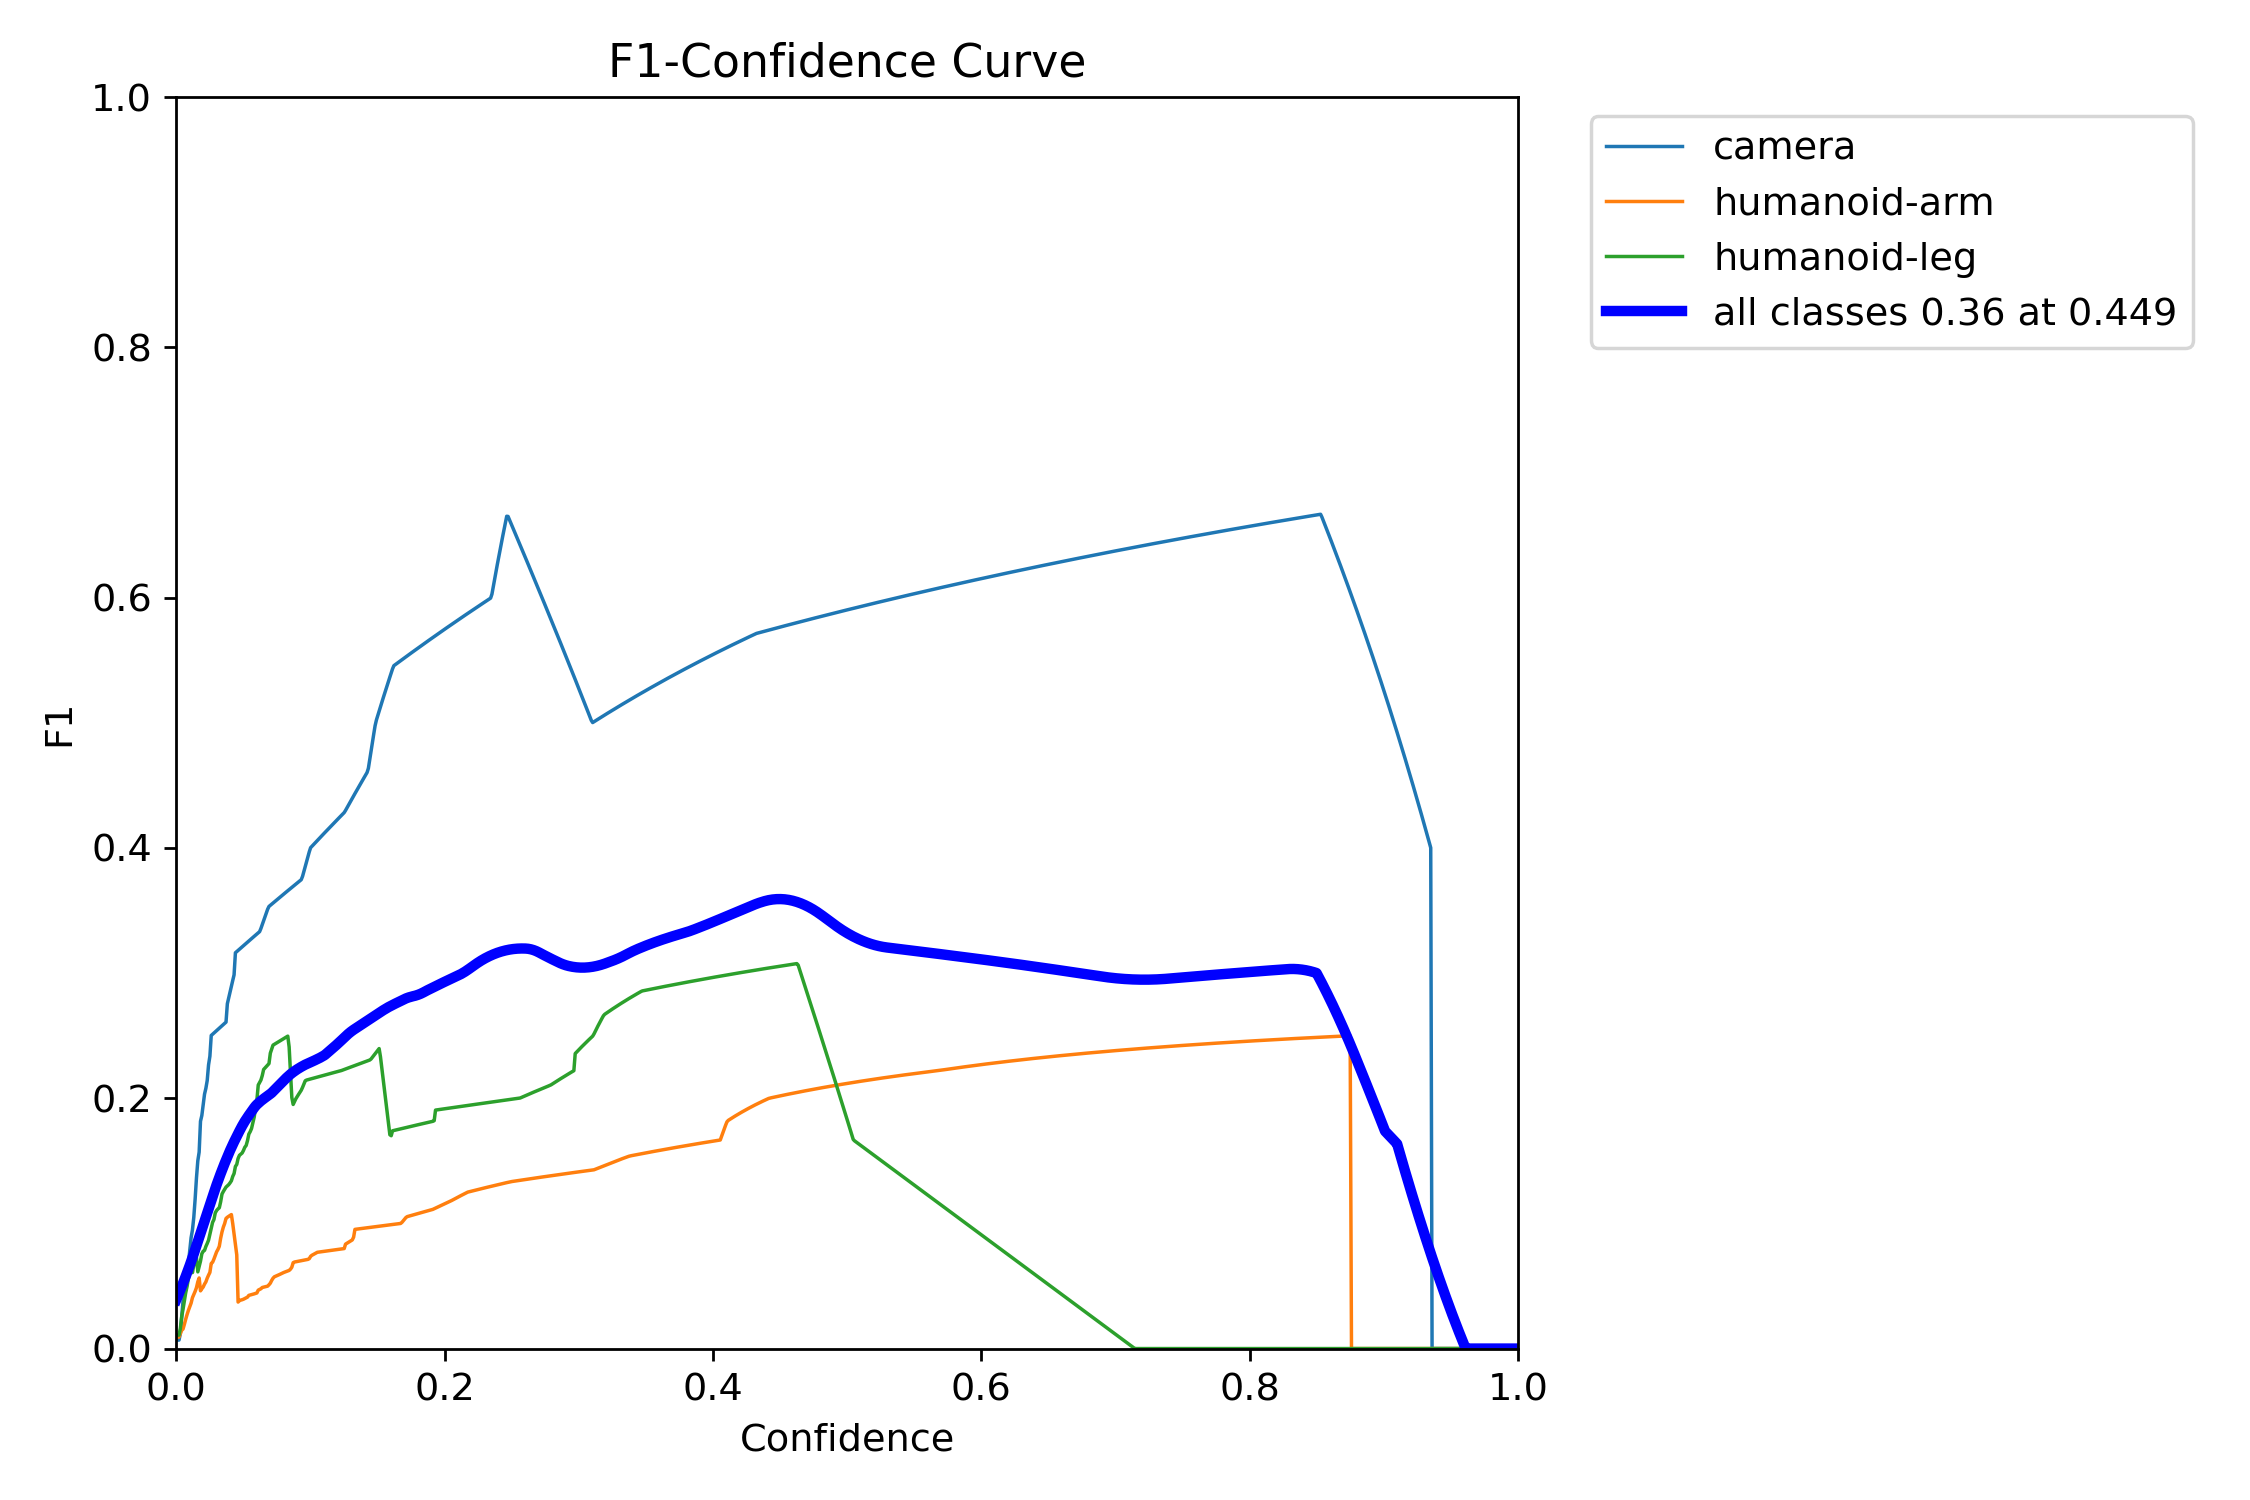 F1-Confidence Curve
1.0
0.8
0.6
0.4
0.2
0.0
F1
0.0 0.2 0.4 0.6 0.8 1.0
Confidence
camera
humanoid-arm
humanoid-leg
all classes 0.36 at 0.449